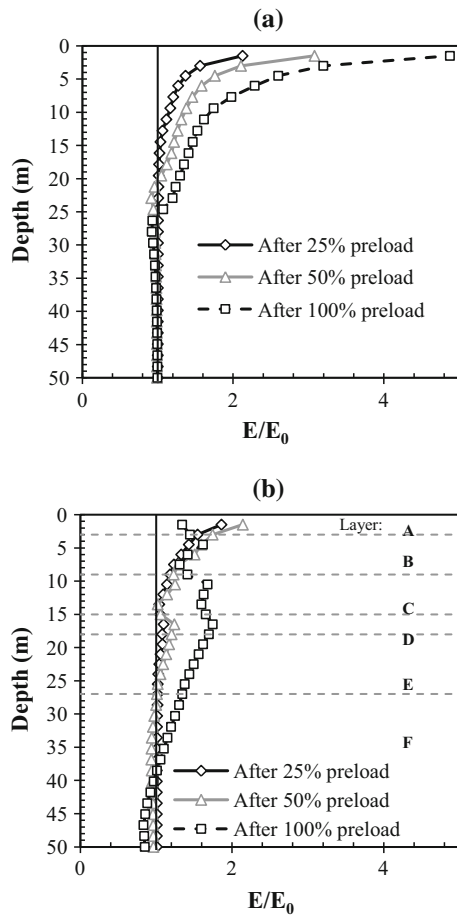 (a)
Depth (m)
0
5
10
15
20
25
30
35
40
45
50
After 25% preload
After 50% preload
After 100% preload
0
2
4
E/E0
(b)
Depth (m)
0
5
10
15
20
25
30
35
40
45
50
Layer:
A
B
C
D
E
F
After 25% preload
After 50% preload
After 100% preload
0
2
4
E/E0